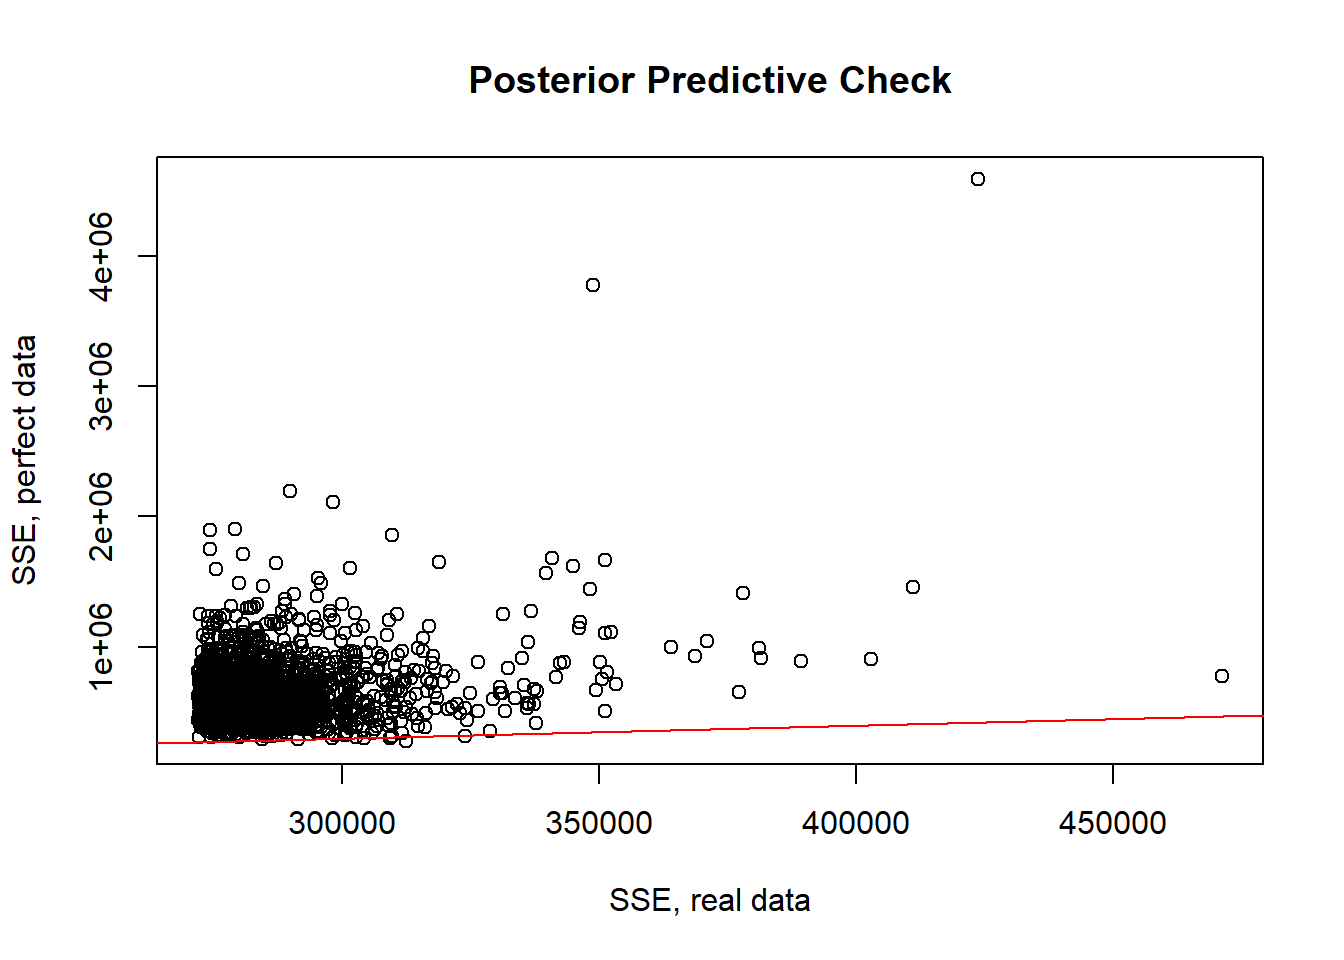 Posterior Predictive Check
SSE, perfect data
4e+06
3e+06
2e+06
1e+06
300000
350000
400000
450000
SSE, real data